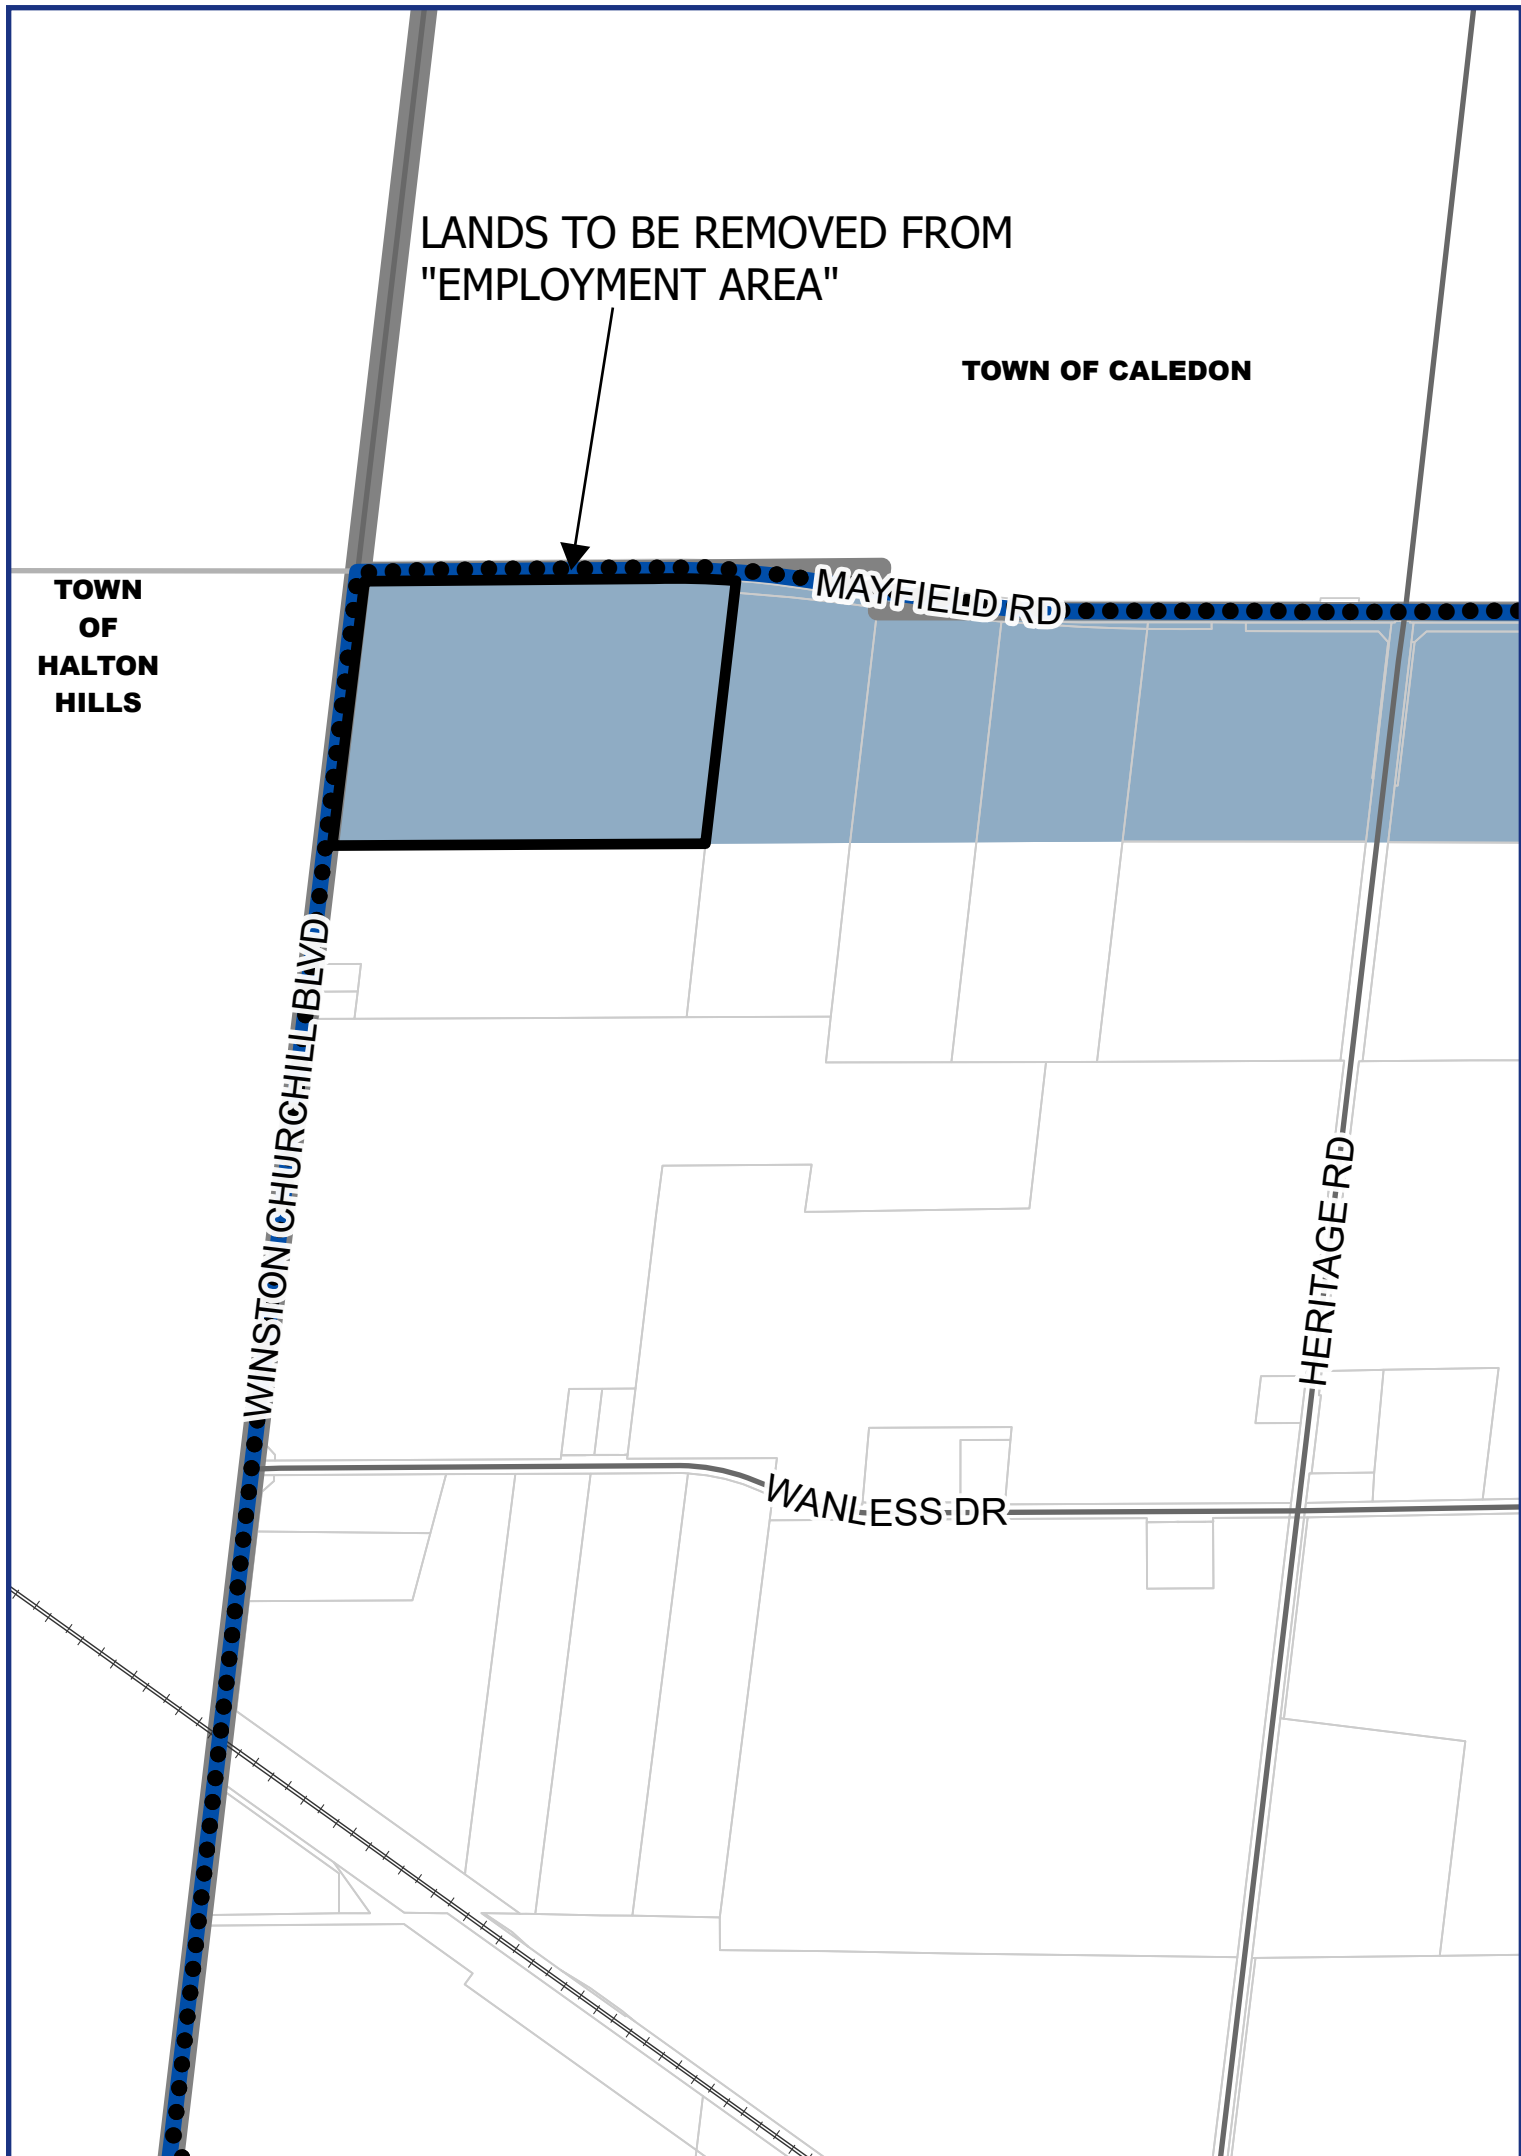 LANDS TO BE REMOVED FROM
"EMPLOYMENT AREA"
TOWN OF CALEDON
TOWN
OF
HALTON
HILLS
MAYFIELD RD
WINSTON CHURCHILL BLVD
HERITAGE RD
WANLESS DR